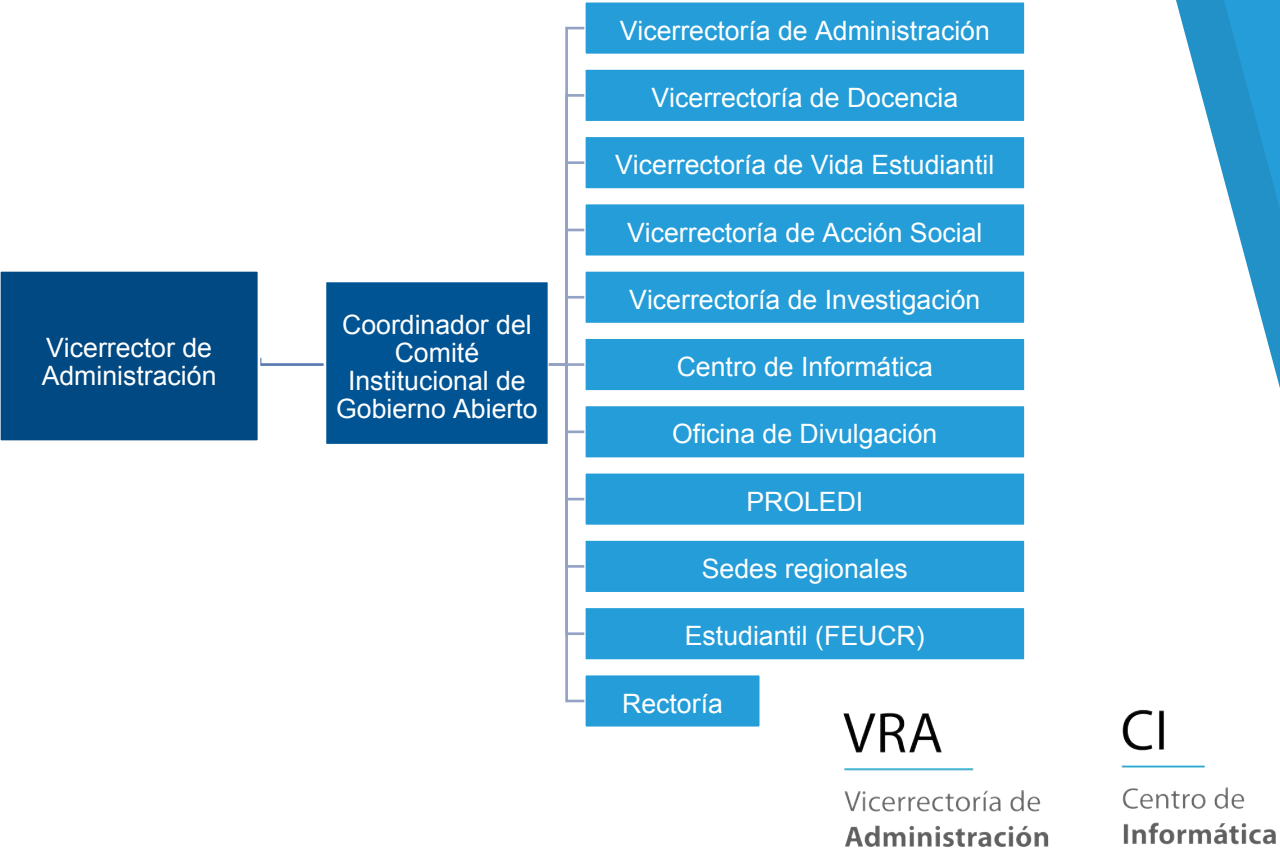 Vicerrector de
Administración
Coordinador del
Comité
Institucional de
Gobierno Abierto
Vicerrectoría de Administración
Vicerrectoría de Docencia
Vicerrectoría de Vida Estudiantil
Vicerrectoría de Acción Social
Vicerrectoría de Investigación
Centro de Informática
Oficina de Divulgación
PROLEDI
Sedes regionales
Estudiantil (FEUCR)
Rectoría
VRA
Vicerrectoría de
Administración
CI
Centro de
Informática